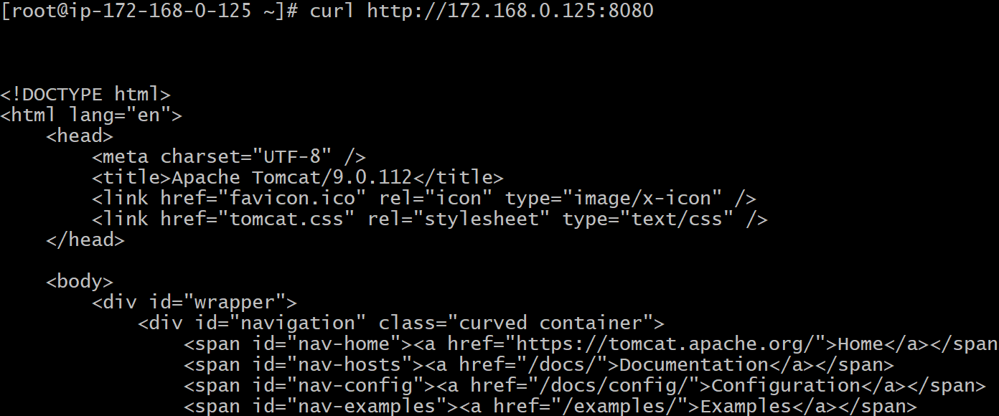 [root@ip-172-168-0-125 ~]# curl http://172.168.0.125:8080
<!DOCTYPE html>
<html lang="en">
    <head>
        <meta charset="UTF-8" />
        <title>Apache Tomcat/9.0.112</title>
        <link href="favicon.ico" rel="icon" type="image/x-icon" />
        <link href="tomcat.css" rel="stylesheet" type="text/css" />
    </head>
    <body>
        <div id="wrapper">
            <div id="navigation" class="curved container">
                <span id="nav-home"><a href="https://tomcat.apache.org/">Home</a></span
                <span id="nav-hosts"><a href="/docs/">Documentation</a></span>
                <span id="nav-config"><a href="/docs/config/">Configuration</a></span>
                <span id="nav-examples"><a href="/examples/">Examples</a></span>